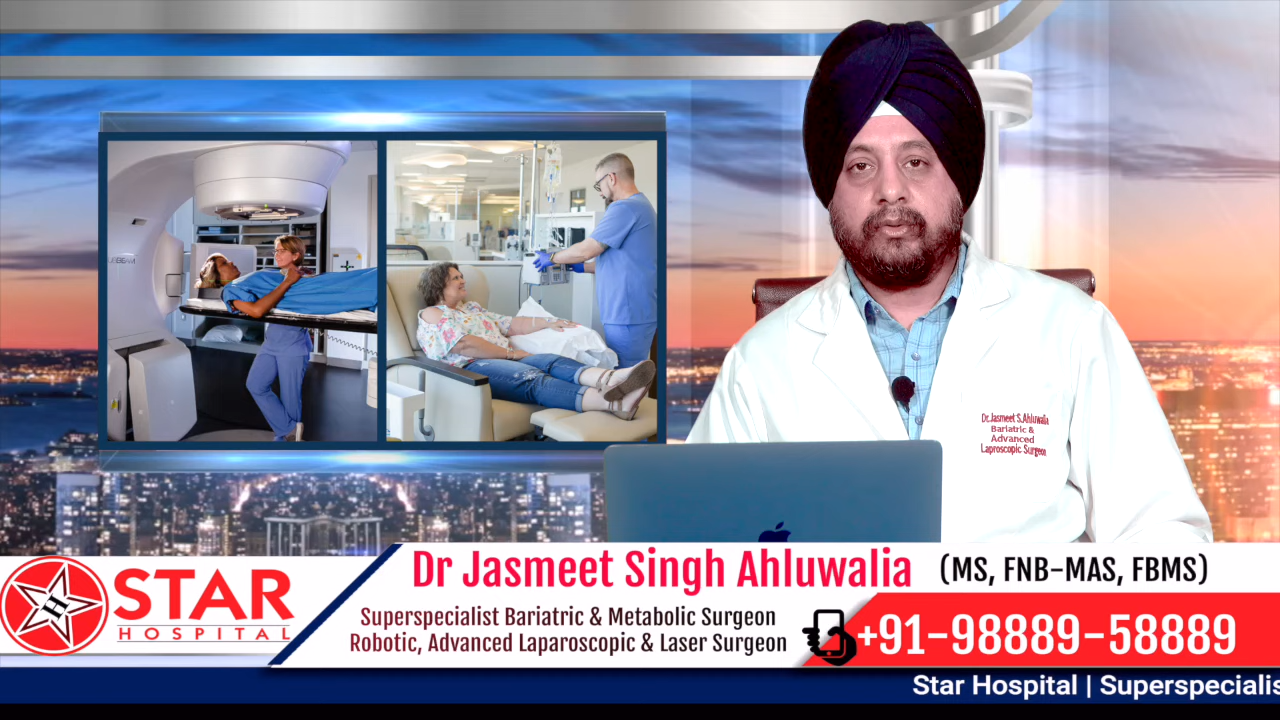 Dr.Jasmeet S.Ahluwalia
Bariatric &
Advanced
Laproscopic Surgeon
H
STAR
HOSPITAL
Dr Jasmeet Singh Ahluwalia (MS, FNB-MAS, FBMS)
Superspecialist Bariatric & Metabolic Surgeon
Robotic, Advanced Laparoscopic & Laser Surgeon
+91-98889-58889
Star Hospital | Superspecialis